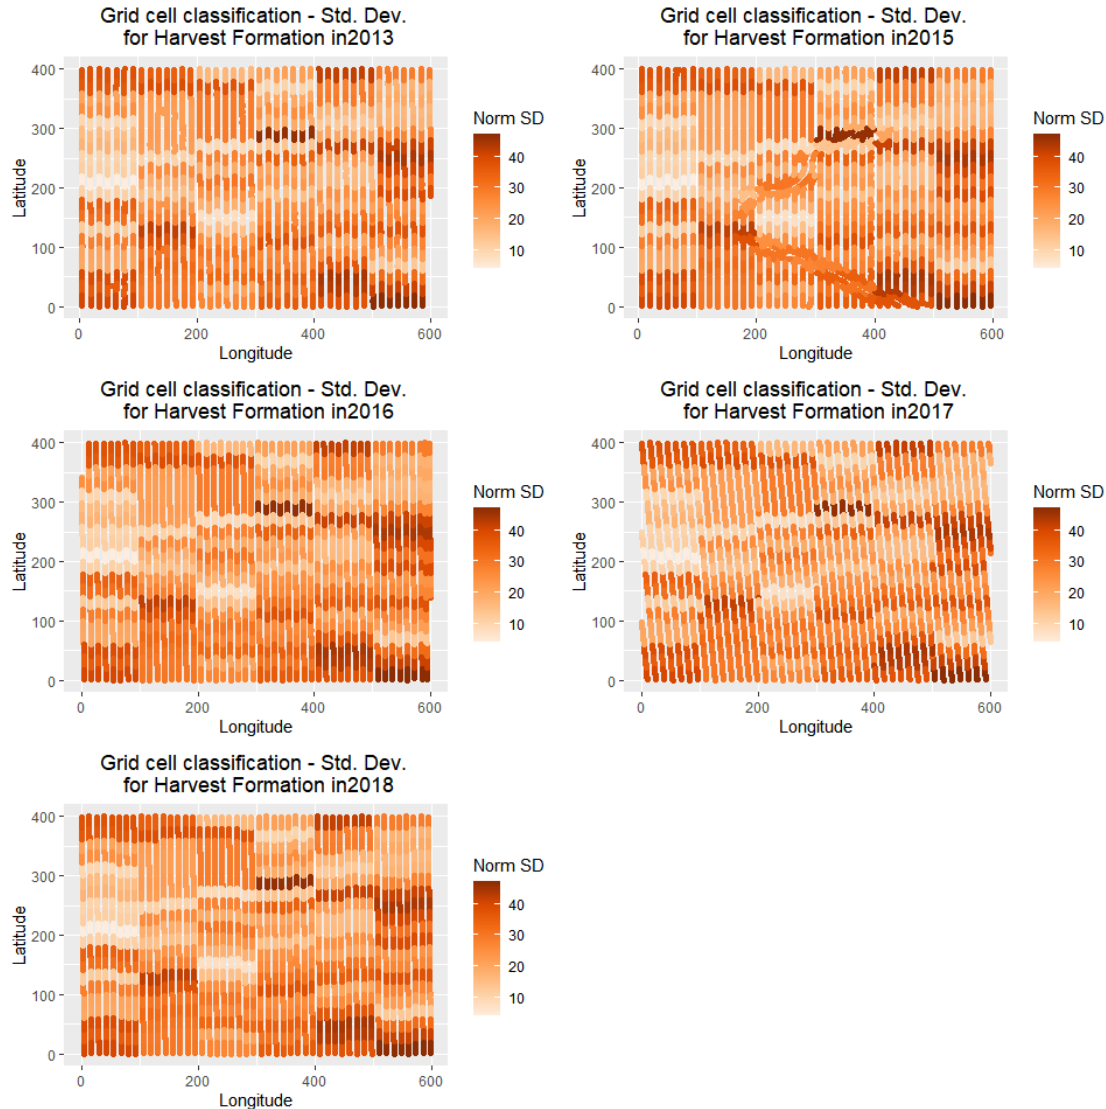 Grid cell classification - Std. Dev.
for Harvest Formation in2013
Latitude
400
300
200
100
0
0 200 400 600
Longitude
Norm SD
40
30
20
10
Grid cell classification - Std. Dev.
for Harvest Formation in2015
Latitude
400
300
200
100
0
0 200 400 600
Longitude
Norm SD
40
30
20
10
Grid cell classification - Std. Dev.
for Harvest Formation in2016
Latitude
400
300
200
100
0
0 200 400 600
Longitude
Norm SD
40
30
20
10
Grid cell classification - Std. Dev.
for Harvest Formation in2017
Latitude
400
300
200
100
0
0 200 400 600
Longitude
Norm SD
40
30
20
10
Grid cell classification - Std. Dev.
for Harvest Formation in2018
Latitude
400
300
200
100
0
0 200 400 600
Longitude
Norm SD
40
30
20
10